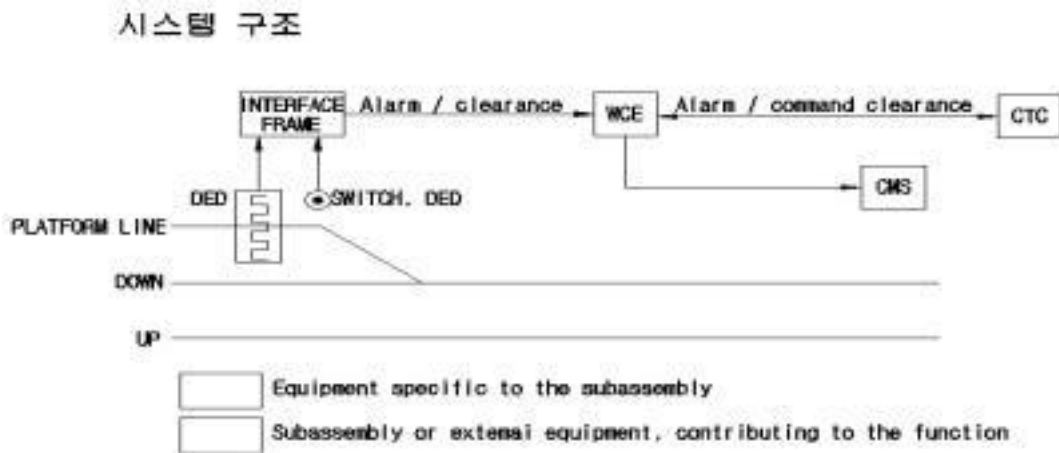 시스템 구조
INTERFACE
FRAME
Alarm / clearance
WCE
Alarm / command clearance
CTC
CMS
DED
SWITCH. DED
PLATFORM LINE
DOWN
UP
Equipment specific to the subassembly
Subassembly or extemai equipment, contributing to the function